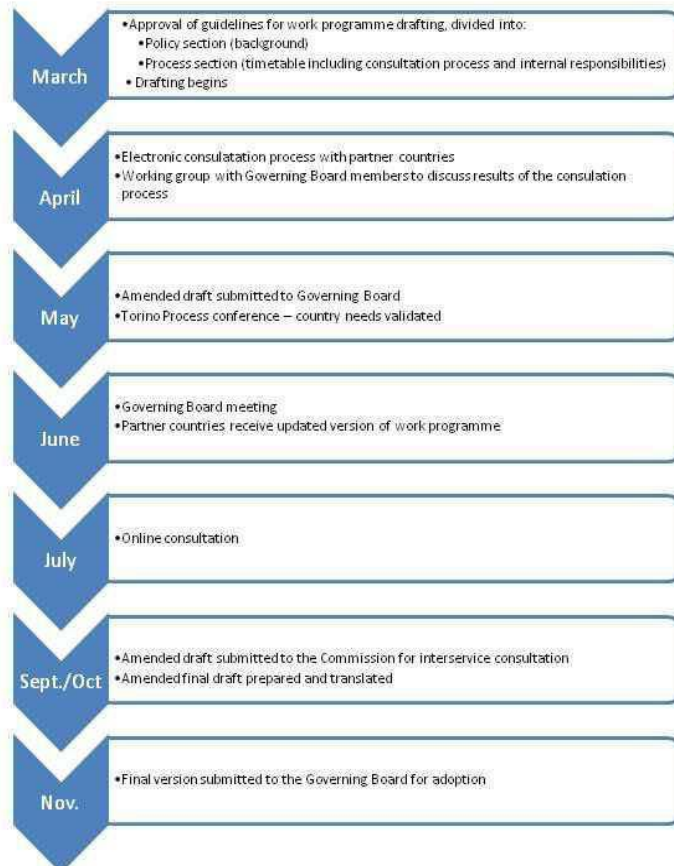 March
•Approval of guidelines for work programme drafting, divided into:
•Policy section (background)
•Process section (timetable including consultation process and internal responsibilities)
• Drafting begins
April
•Electronic consulatation process with partner countries
•Working group with Governing Board members to discuss results of the consulation
process
May
•Amended draft submitted to Governing Board
•Torino Process conference – country needs validated
June
•Governing Board meeting
•Partner countries receive updated version of work programme
July
•Online consultation
Sept./Oct
•Amended draft submitted to the Commission for interservice consultation
•Amended final draft prepared and translated
Nov.
•Final version submitted to the Governing Board for adoption